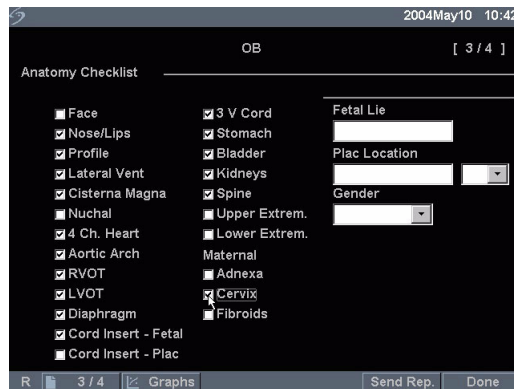 2004May10 10:42
OB [ 3 / 4 ]
Anatomy Checklist
Face
Nose/Lips
Profile
Lateral Vent
Cisterna Magna
Nuchal
4 Ch. Heart
Aortic Arch
RVOT
LVOT
Diaphragm
Cord Insert - Fetal
Cord Insert - Plac
3 V Cord
Stomach
Bladder
Kidneys
Spine
Upper Extrem.
Lower Extrem.
Maternal
Adnexa
Cervix
Fibroids
Fetal Lie
Plac Location
Gender
R 3 / 4 Graphs Send Rep. Done